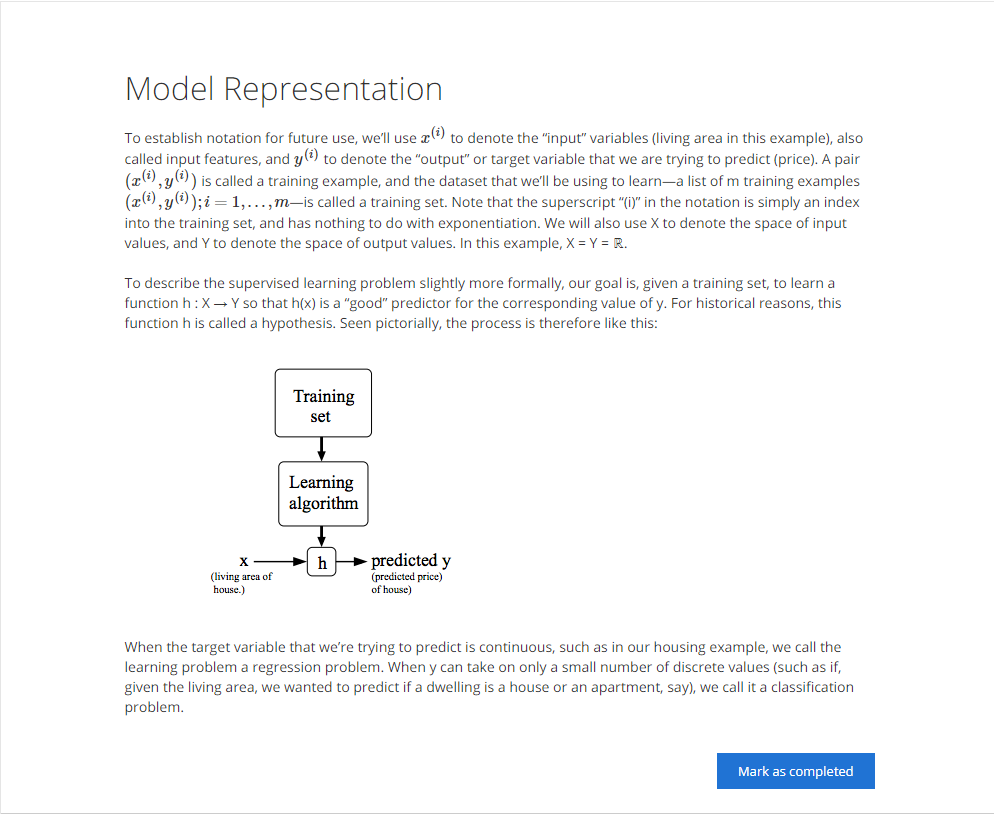 Model Representation
To establish notation for future use, we’ll use x^(i) to denote the “input” variables (living area in this example), also
called input features, and y^(i) to denote the “output” or target variable that we are trying to predict (price). A pair
(x^(i), y^(i)) is called a training example, and the dataset that we’ll be using to learn—a list of m training examples
(x^(i), y^(i)); i = 1, . . . , m—is called a training set. Note that the superscript “(i)” in the notation is simply an index
into the training set, and has nothing to do with exponentiation. We will also use X to denote the space of input
values, and Y to denote the space of output values. In this example, X = Y = ℝ.
To describe the supervised learning problem slightly more formally, our goal is, given a training set, to learn a
function h : X → Y so that h(x) is a “good” predictor for the corresponding value of y. For historical reasons, this
function h is called a hypothesis. Seen pictorially, the process is therefore like this:
Training
set
Learning
algorithm
x
h
predicted y
(living area of
house.)
(predicted price)
of house)
When the target variable that we’re trying to predict is continuous, such as in our housing example, we call the
learning problem a regression problem. When y can take on only a small number of discrete values (such as if,
given the living area, we wanted to predict if a dwelling is a house or an apartment, say), we call it a classification
problem.
Mark as completed